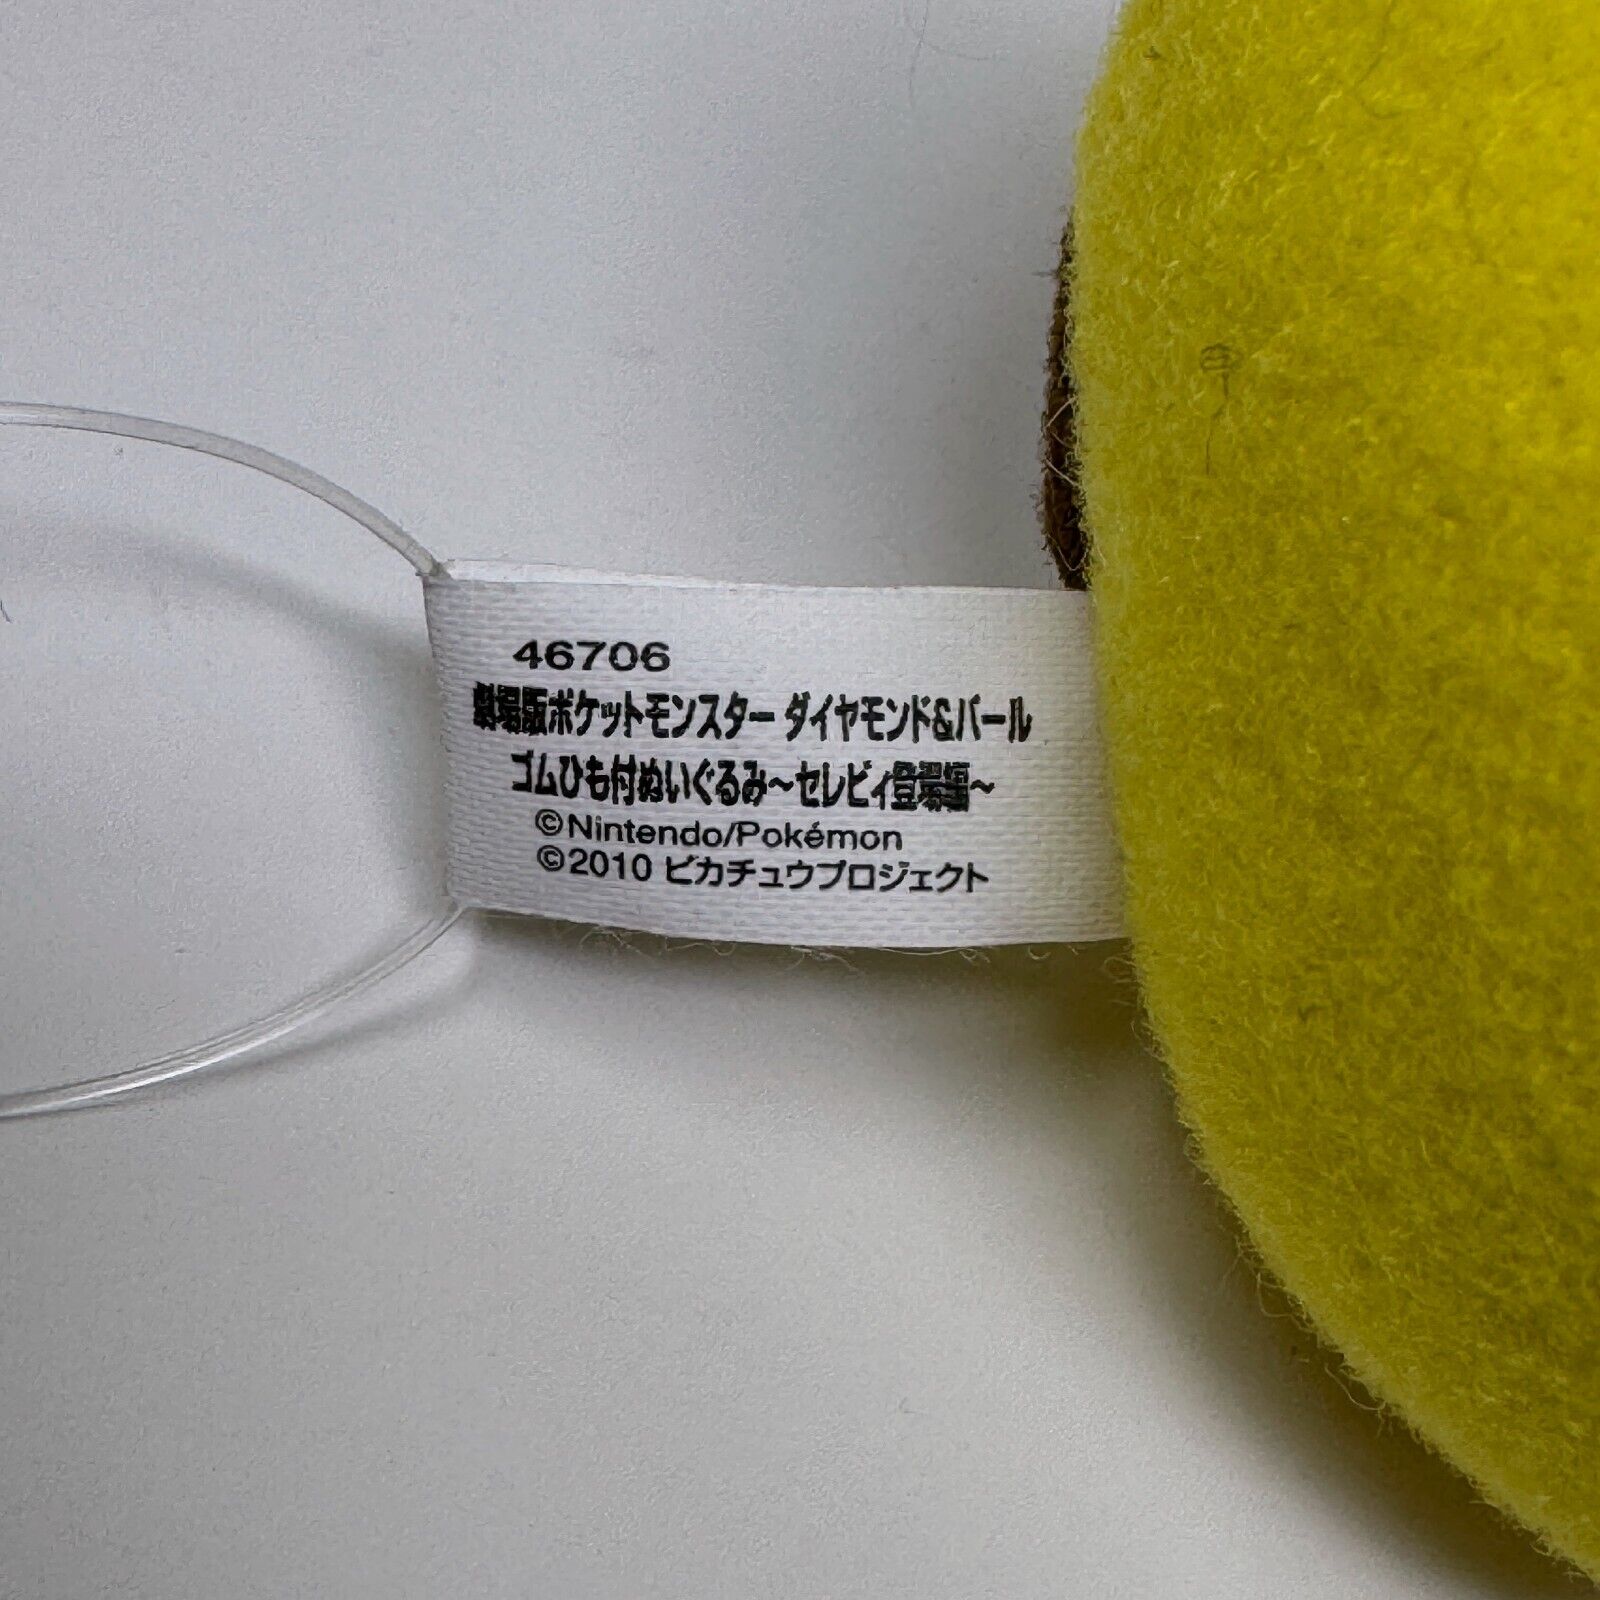 46706
劇場版ポケットモンスター ダイヤモンド&パール
ゴムひも付ぬいぐるみ~セレビィ登場編~
©Nintendo/Pokémon
©2010 ピカチュウプロジェクト